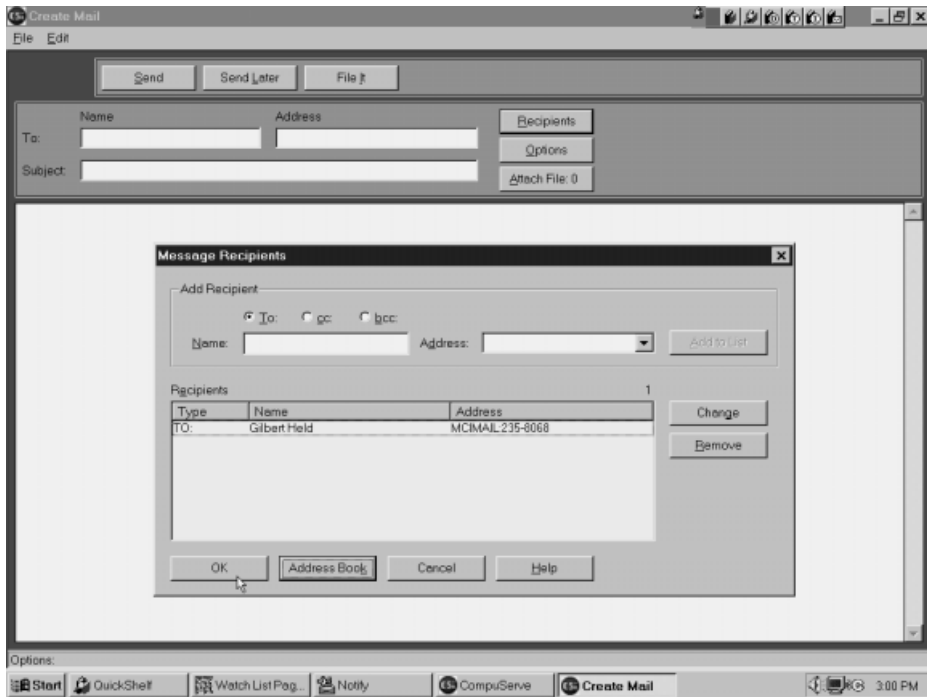 Create Mail
File Edit
Send Send Later File It
Name Address
To: Recipients
Options
Subject: Attach File: 0
Message Recipients
Add Recipient
To: cc: bcc:
Name: Address: Add to List
Recipients 1
Type Name Address Change
TO: Gilbert Held MCIMAIL:235-8068
Remove
OK Address Book Cancel Help
Options:
Start QuickShelf Watch List Pag... Notify CompuServe Create Mail 3:00 PM